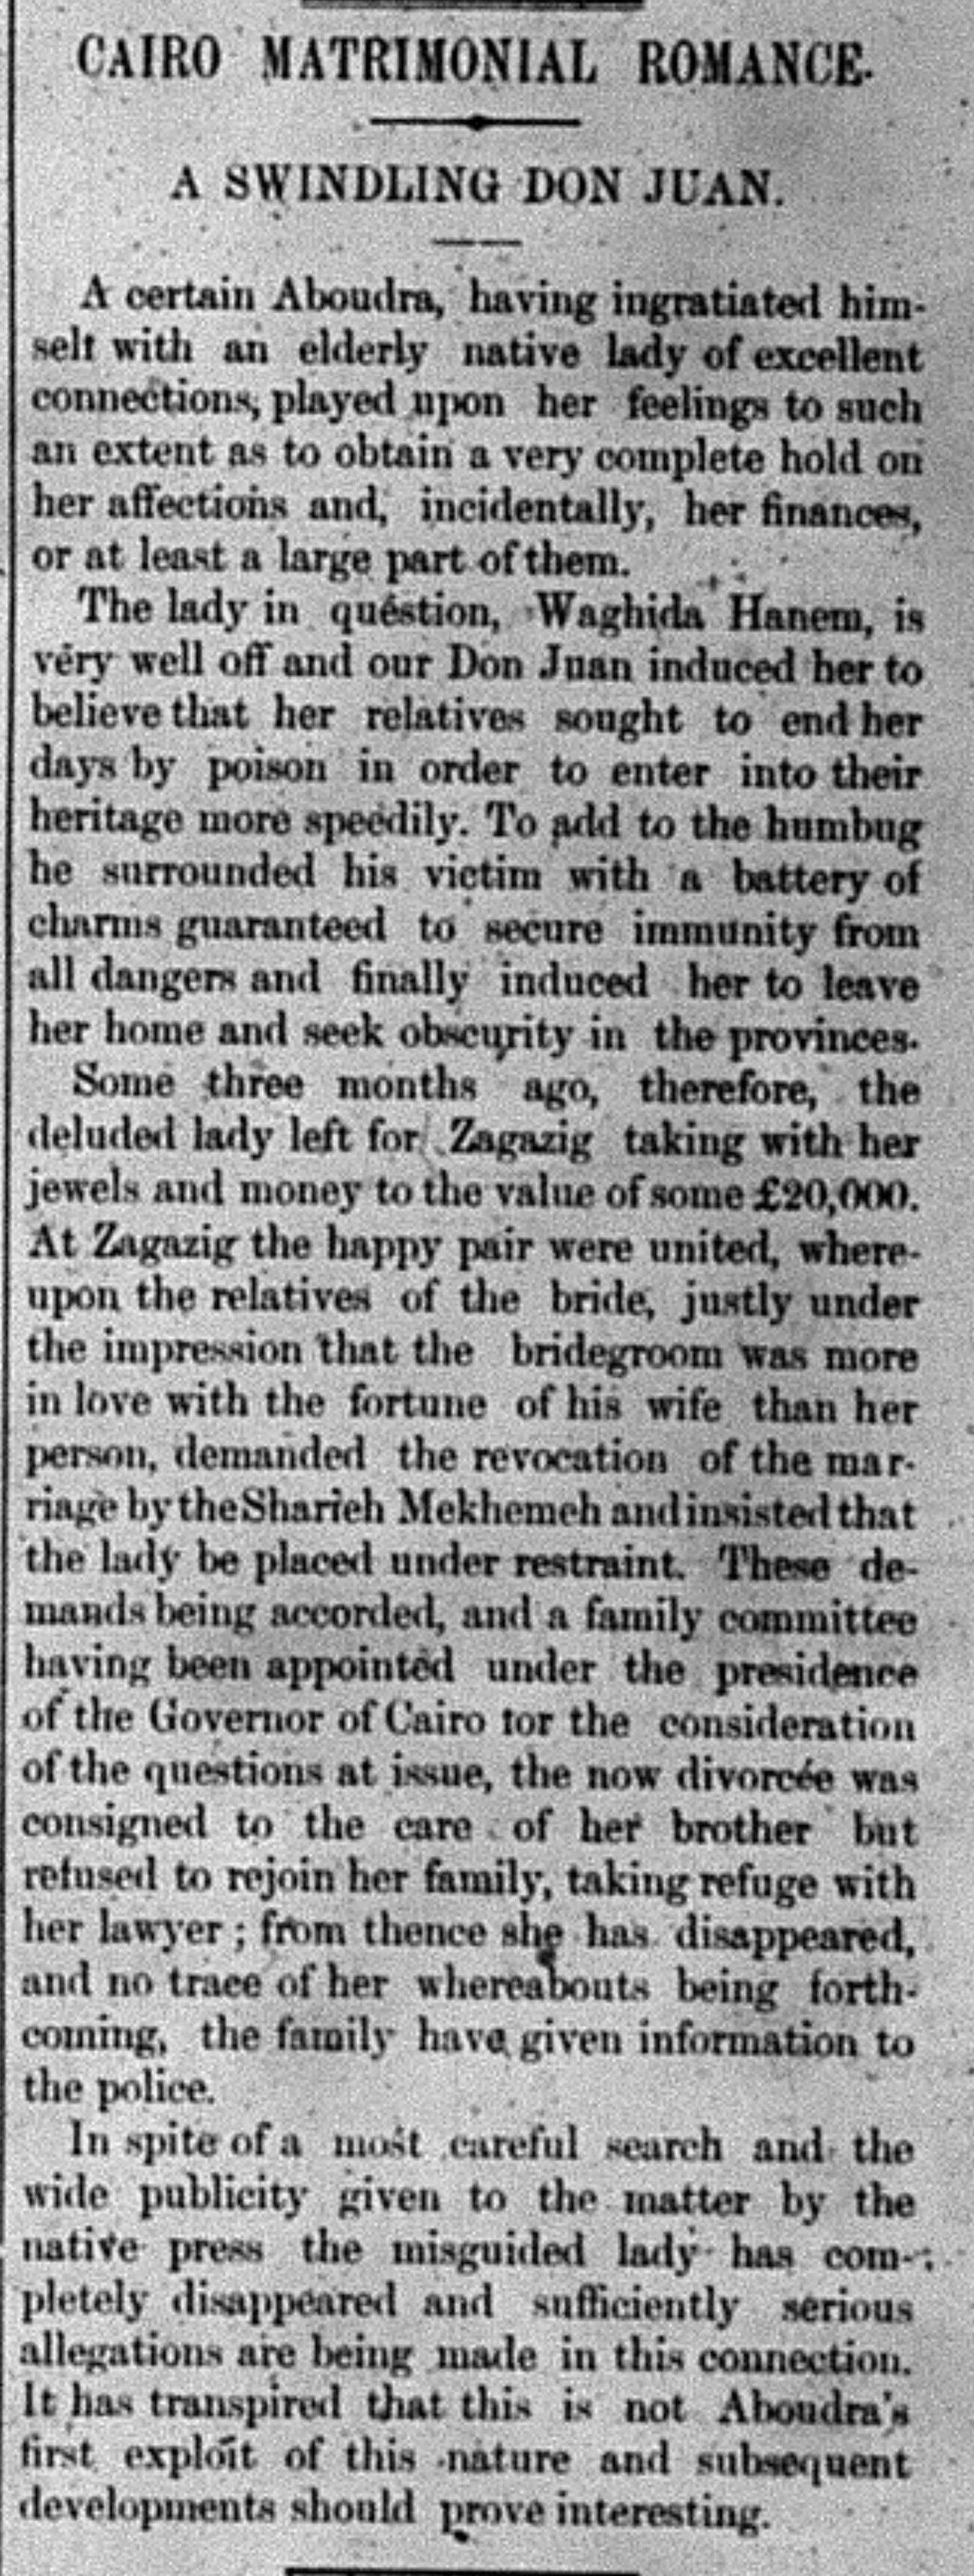 CAIRO MATRIMONIAL ROMANCE.
A SWINDLING DON JUAN.
A certain Aboudra, having ingratiated him-
self with an elderly native lady of excellent
connections, played upon her feelings to such
an extent as to obtain a very complete hold on
her affections and, incidentally, her finances,
or at least a large part of them.
The lady in question, Waghida Hanem, is
very well off and our Don Juan induced her to
believe that her relatives sought to end her
days by poison in order to enter into their
heritage more speedily. To add to the humbug
he surrounded his victim with a battery of
charms guaranteed to secure immunity from
all dangers and finally induced her to leave
her home and seek obscurity in the provinces.
Some three months ago, therefore, the
deluded lady left for Zagazig taking with her
jewels and money to the value of some £20,000.
At Zagazig the happy pair were united, where-
upon the relatives of the bride, justly under
the impression that the bridegroom was more
in love with the fortune of his wife than her
person, demanded the revocation of the mar-
riage by the Sharieh Mekhemeh and insisted that
the lady be placed under restraint. These de-
mands being accorded, and a family committee
having been appointed under the presidence
of the Governor of Cairo for the consideration
of the questions at issue, the now divorcée was
consigned to the care of her brother but
refused to rejoin her family, taking refuge with
her lawyer; from thence she has disappeared,
and no trace of her whereabouts being forth-
coming, the family have given information to
the police.
In spite of a most careful search and the
wide publicity given to the matter by the
native press the misguided lady has com-
pletely disappeared and sufficiently serious
allegations are being made in this connection.
It has transpired that this is not Aboudra's
first exploit of this nature and subsequent
developments should prove interesting.